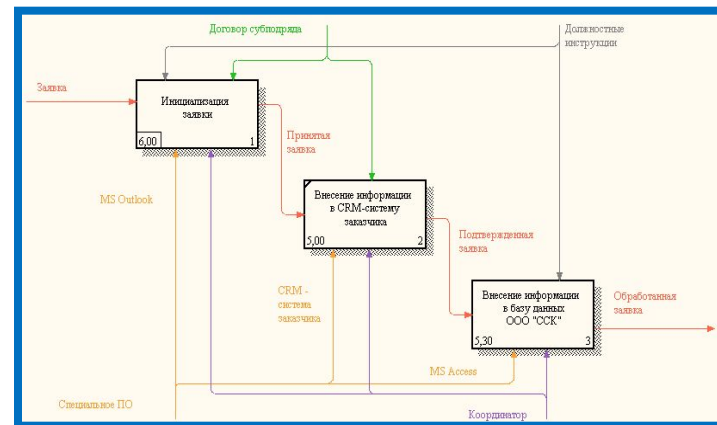 Договор субподряда
Должностные
инструкции
Заявка
Инициализация
заявки
6,00
1
Принятая
заявка
MS Outlook
Внесение информации
в CRM-систему
заказчика
5,00
2
Подтвержденная
заявка
CRM -
система
заказчика
Внесение информации
в базу данных
ООО "ССК"
5,30
3
Обработанная
заявка
MS Access
Специальное ПО
Координатор